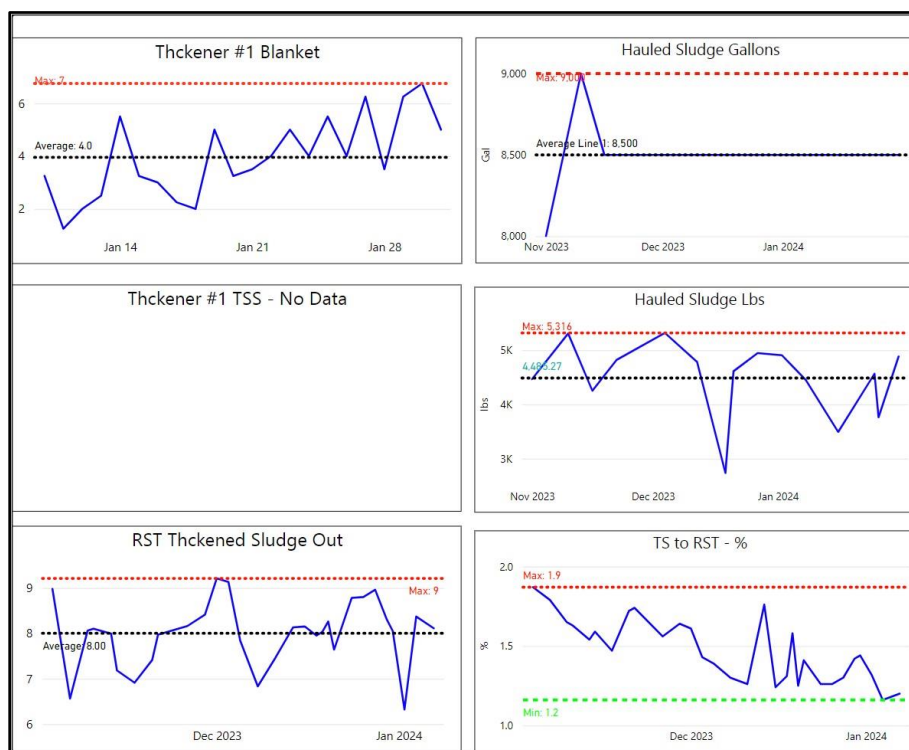 Thckener #1 Blanket
Max: 7
6
Average: 4.0
4
2
Jan 14
Jan 21
Jan 28
Hauled Sludge Gallons
9,000
Max: 9,000
Average Line 1: 8,500
8,500
Gal
8,000
Nov 2023
Dec 2023
Jan 2024
Thckener #1 TSS - No Data
Hauled Sludge Lbs
Max: 5,316
5K
4,485.27
4K
lbs
3K
Nov 2023
Dec 2023
Jan 2024
RST Thckened Sludge Out
9
Max: 9
8
Average: 8.00
7
6
Dec 2023
Jan 2024
TS to RST - %
2.0
Max: 1.9
1.5
%
Min: 1.2
1.0
Dec 2023
Jan 2024